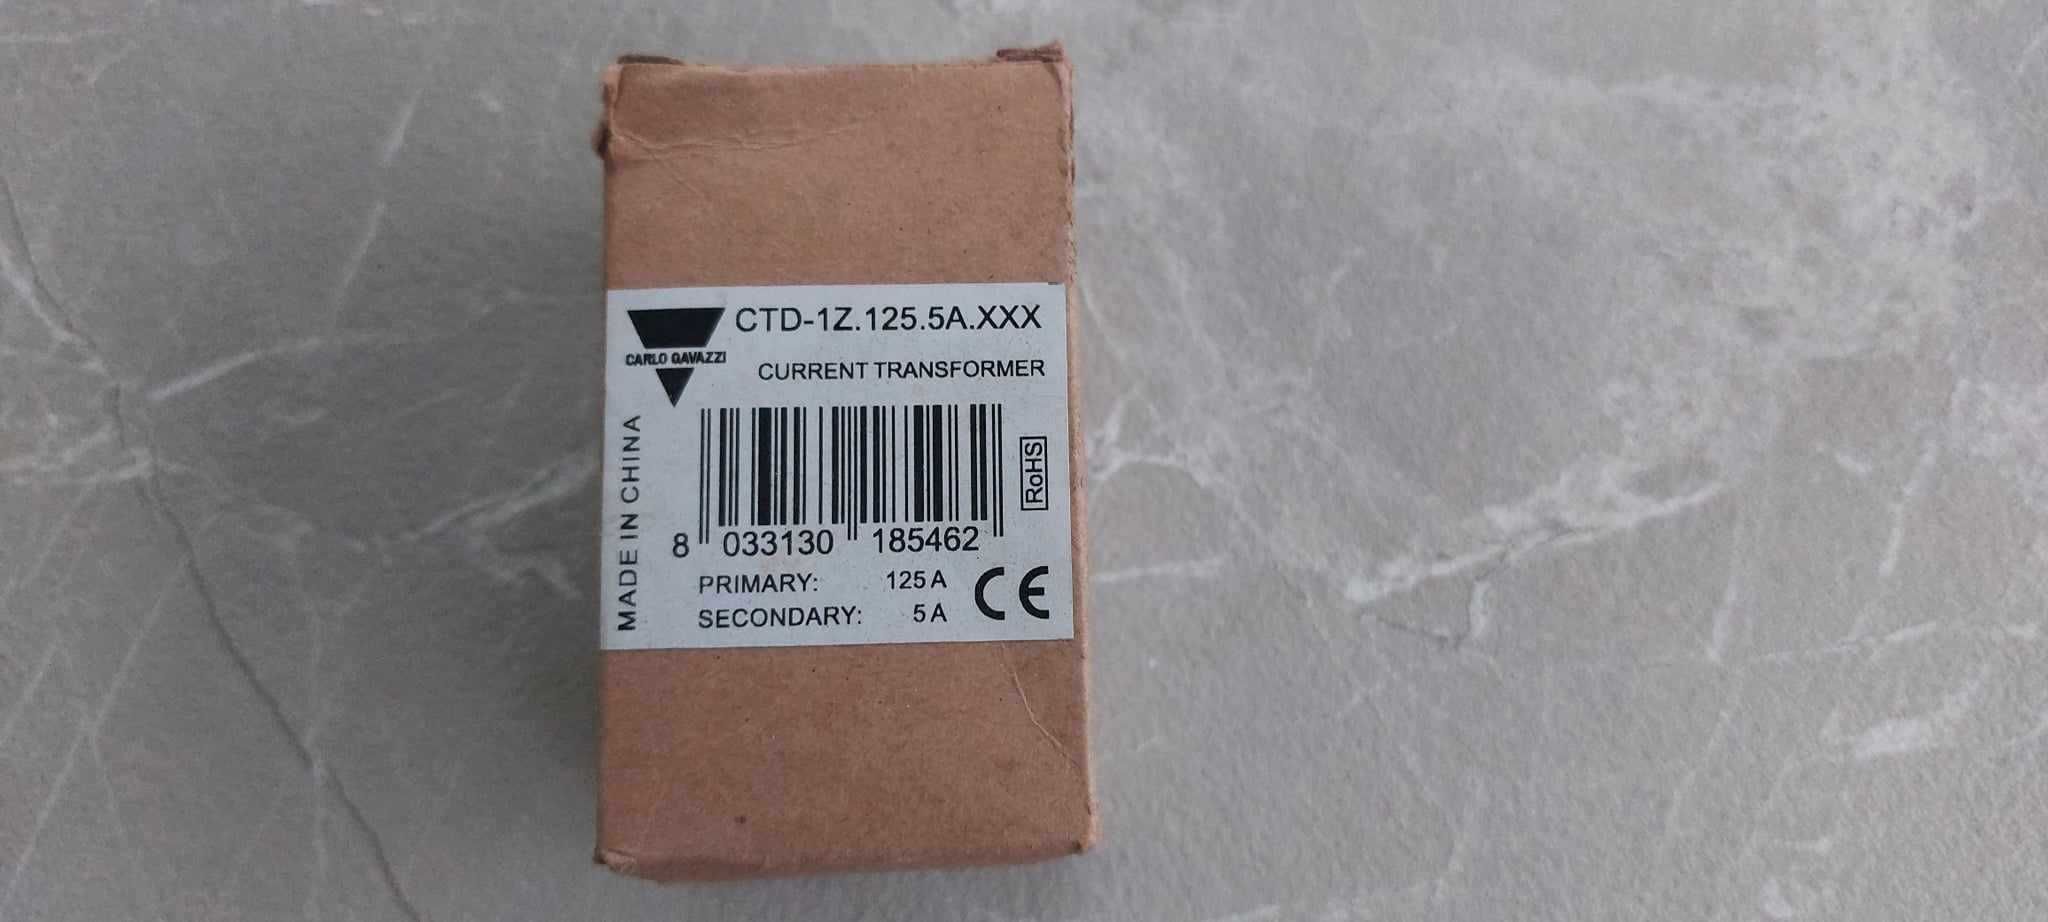 CTD-1Z.125.5A.XXX
CARLO GAVAZZI
CURRENT TRANSFORMER
MADE IN CHINA
RoHS
8 033130 185462
PRIMARY: 125 A
SECONDARY: 5 A
CE